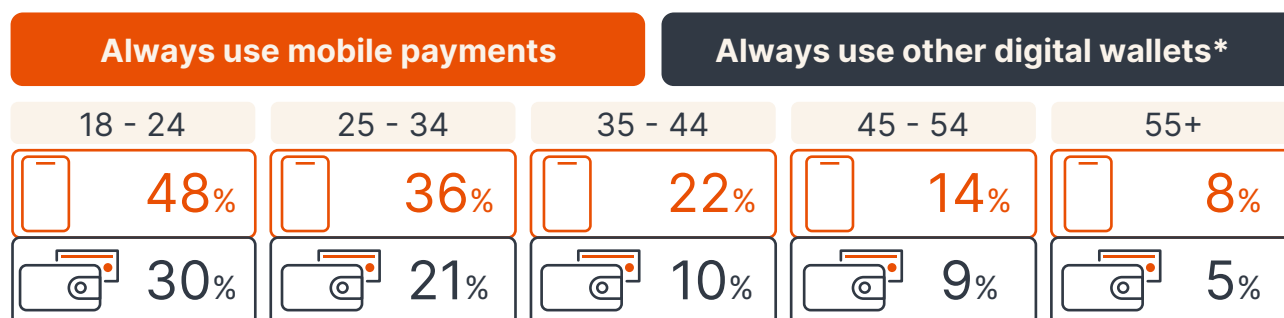 Always use mobile payments Always use other digital wallets*
18 - 24 25 - 34 35 - 44 45 - 54 55+
48% 36% 22% 14% 8%
30% 21% 10% 9% 5%